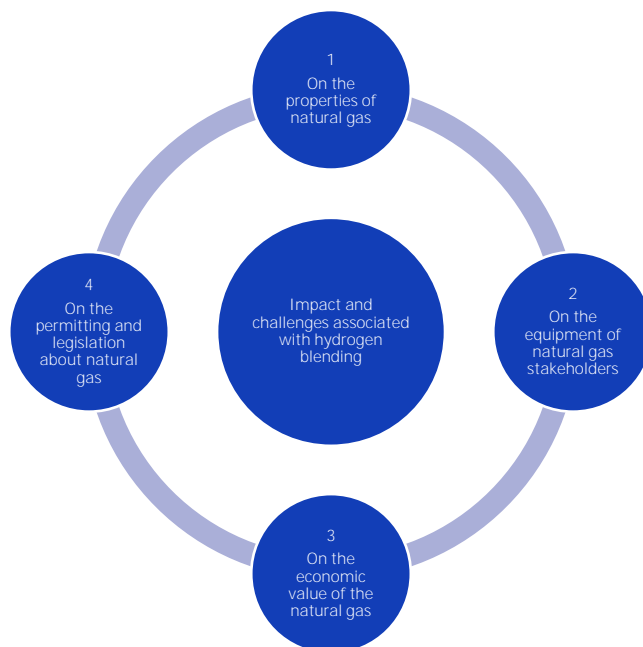 1
On the
properties of
natural gas
2
On the
equipment of
natural gas
stakeholders
3
On the
economic
value of the
natural gas
4
On the
permitting and
legislation
about natural
gas
Impact and
challenges associated
with hydrogen
blending